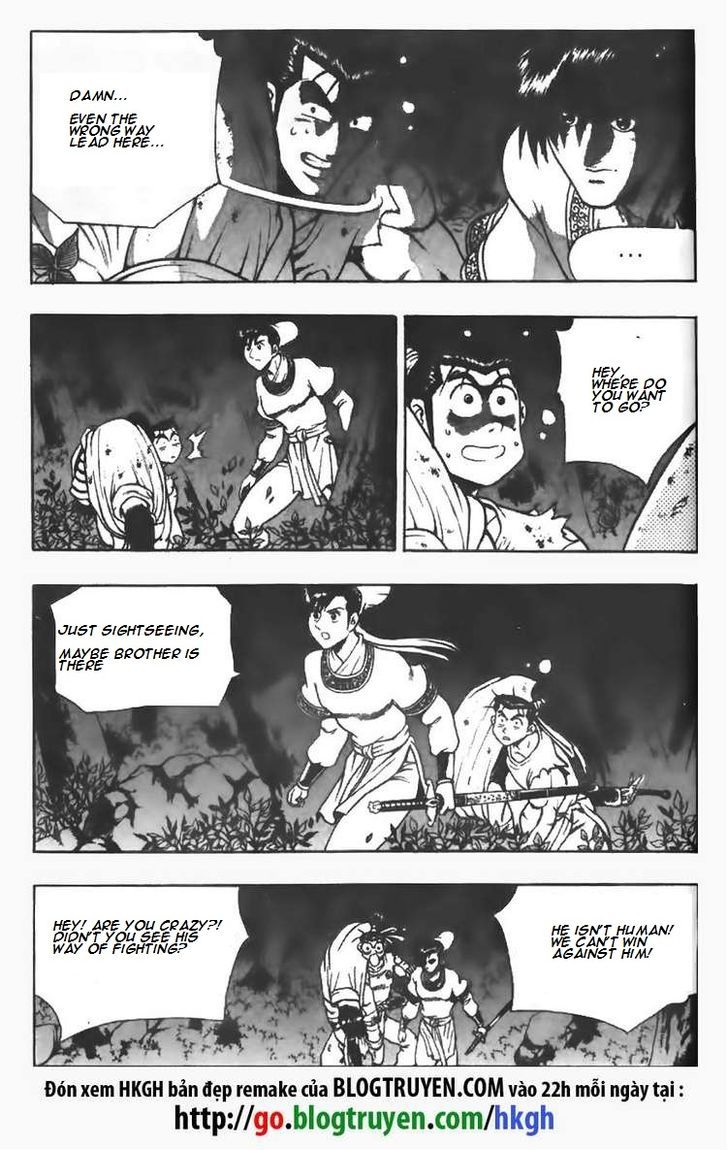 DAMN...
EVEN THE
WRONG WAY
LEAD HERE...
...
HEY,
WHERE DO
YOU WANT
TO GO?
JUST SIGHTSEEING,
MAYBE BROTHER IS
THERE
HEY! ARE YOU CRAZY?!
DIDN'T YOU SEE HIS
WAY OF FIGHTING?
HE ISN'T HUMAN!
WE CAN'T WIN
AGAINST HIM!
Đón xem HKGH bản đẹp remake của BLOGTRUYEN.COM vào 22h mỗi ngày tại :
http://go.blogtruyen.com/hkgh